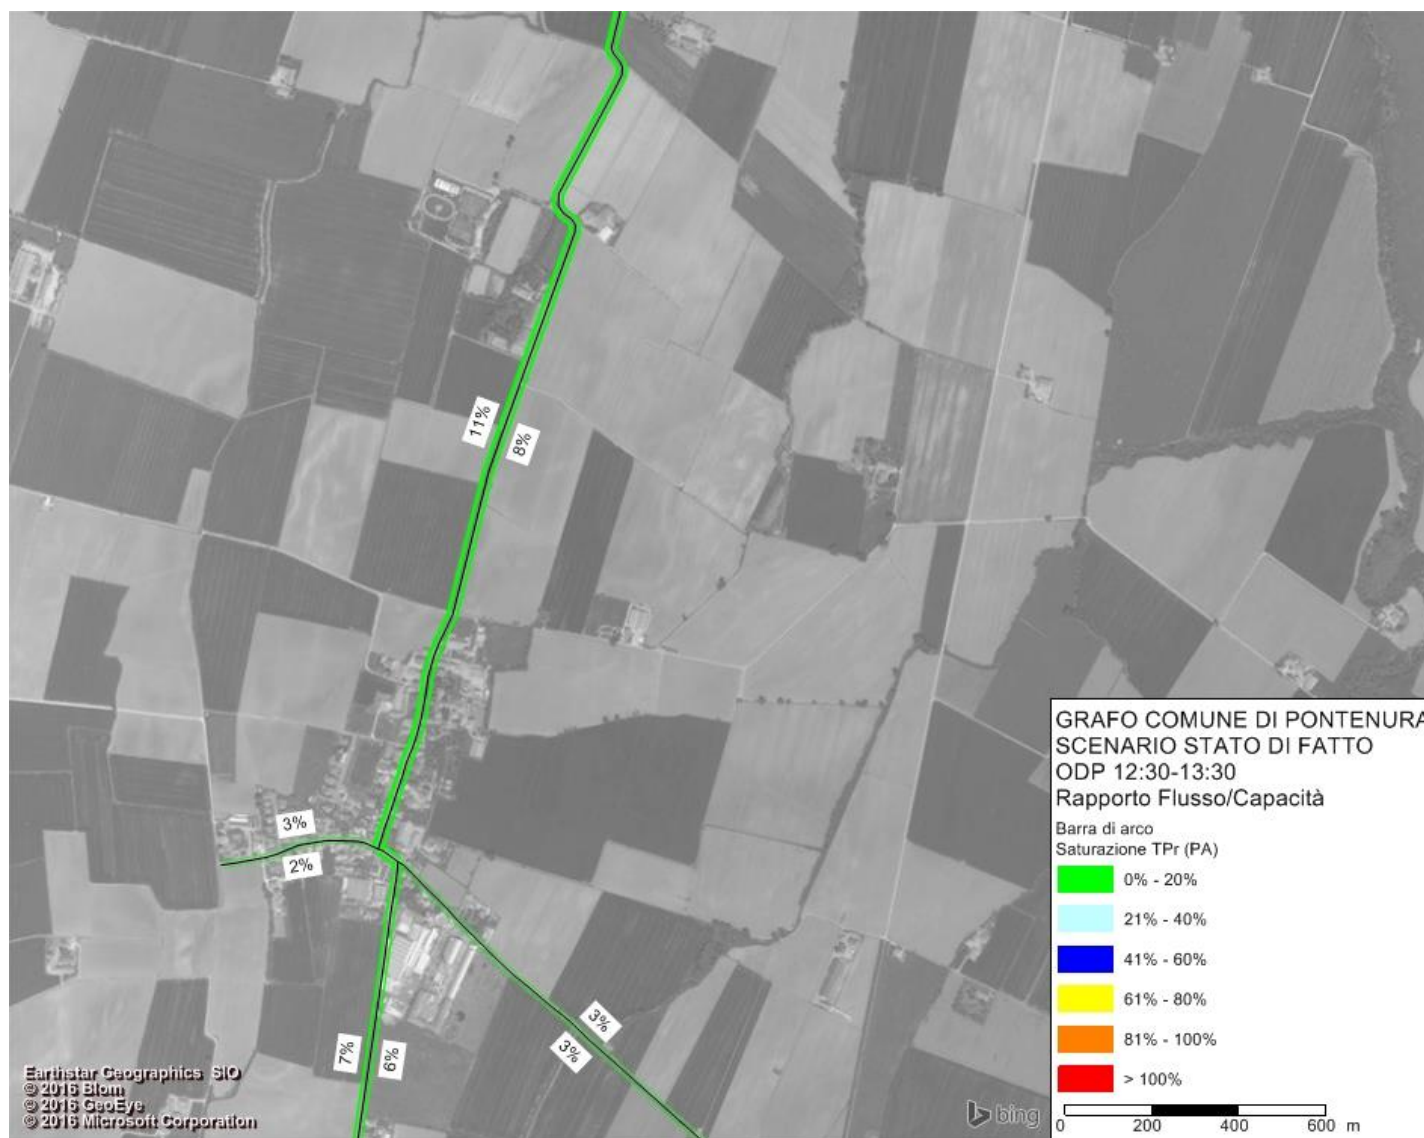 11%
8%
3%
2%
7%
6%
3%
3%
GRAFO COMUNE DI PONTENURA
SCENARIO STATO DI FATTO
ODP 12:30-13:30
Rapporto Flusso/Capacità
Barra di arco
Saturazione TPr (PA)
0% - 20%
21% - 40%
41% - 60%
61% - 80%
81% - 100%
> 100%
0 200 400 600 m
Earthstar Geographics SIO
© 2016 Blom
© 2016 GeoEye
© 2016 Microsoft Corporation
bing